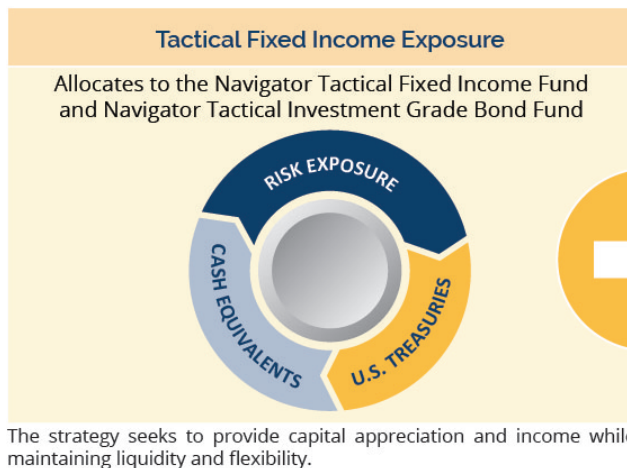 Tactical Fixed Income Exposure
Allocates to the Navigator Tactical Fixed Income Fund
and Navigator Tactical Investment Grade Bond Fund
RISK EXPOSURE
CASH EQUIVALENTS
U.S. TREASURIES
The strategy seeks to provide capital appreciation and income while
maintaining liquidity and flexibility.